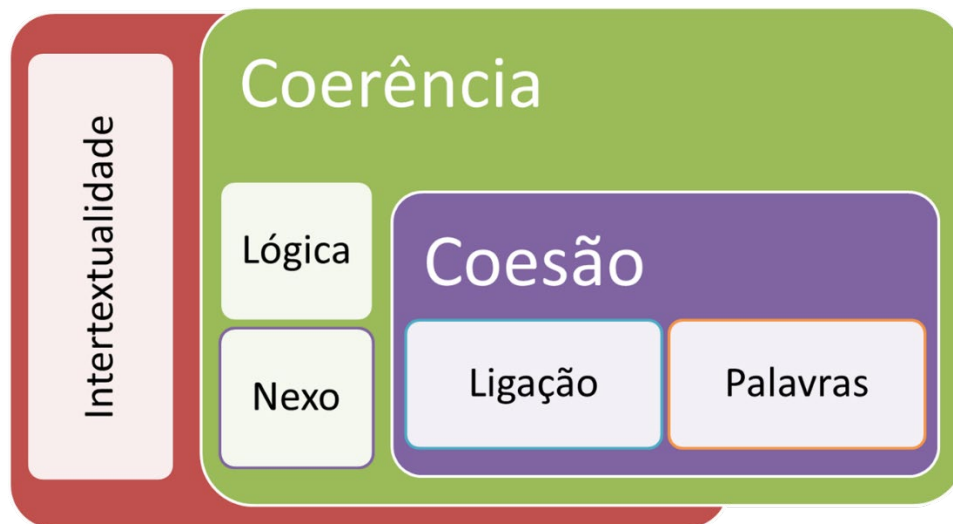 Intertextualidade
Coerência
Lógica
Nexo
Coesão
Ligação
Palavras